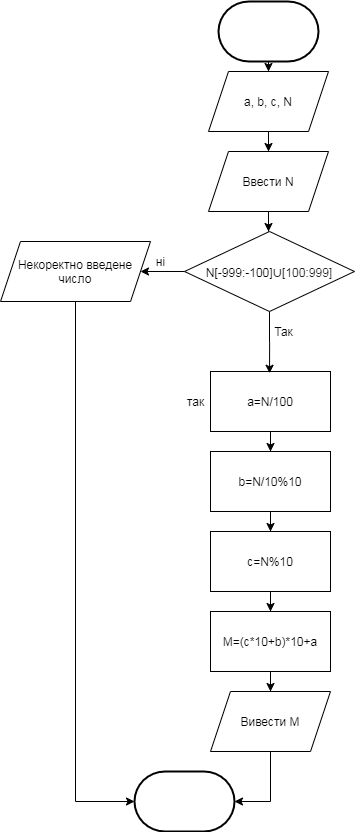 a, b, c, N
Ввести N
N[-999:-100]U[100:999]
ні
Некоректно введене
число
Так
так
a=N/100
b=N/10%10
c=N%10
M=(c*10+b)*10+a
Вивести M